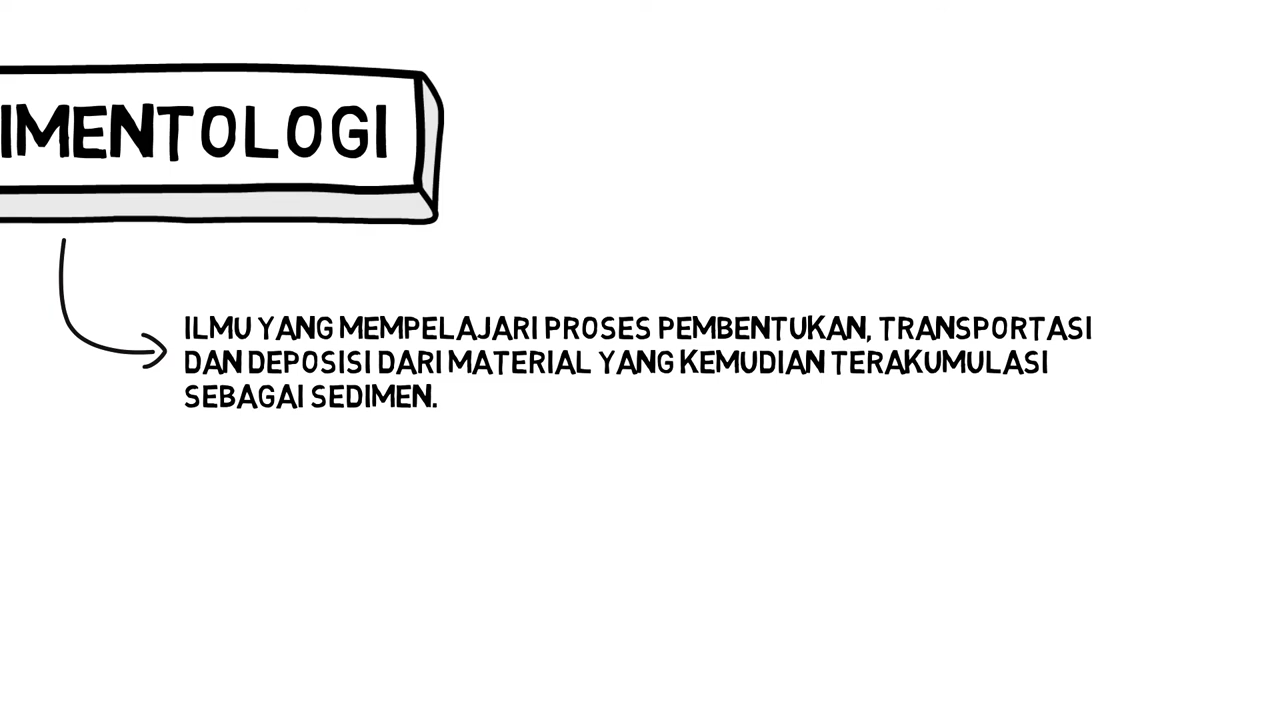 IMENTOLOGI
ILMU YANG MEMPELAJARI PROSES PEMBENTUKAN, TRANSPORTASI
DAN DEPOSISI DARI MATERIAL YANG KEMUDIAN TERAKUMULASI
SEBAGAI SEDIMEN.